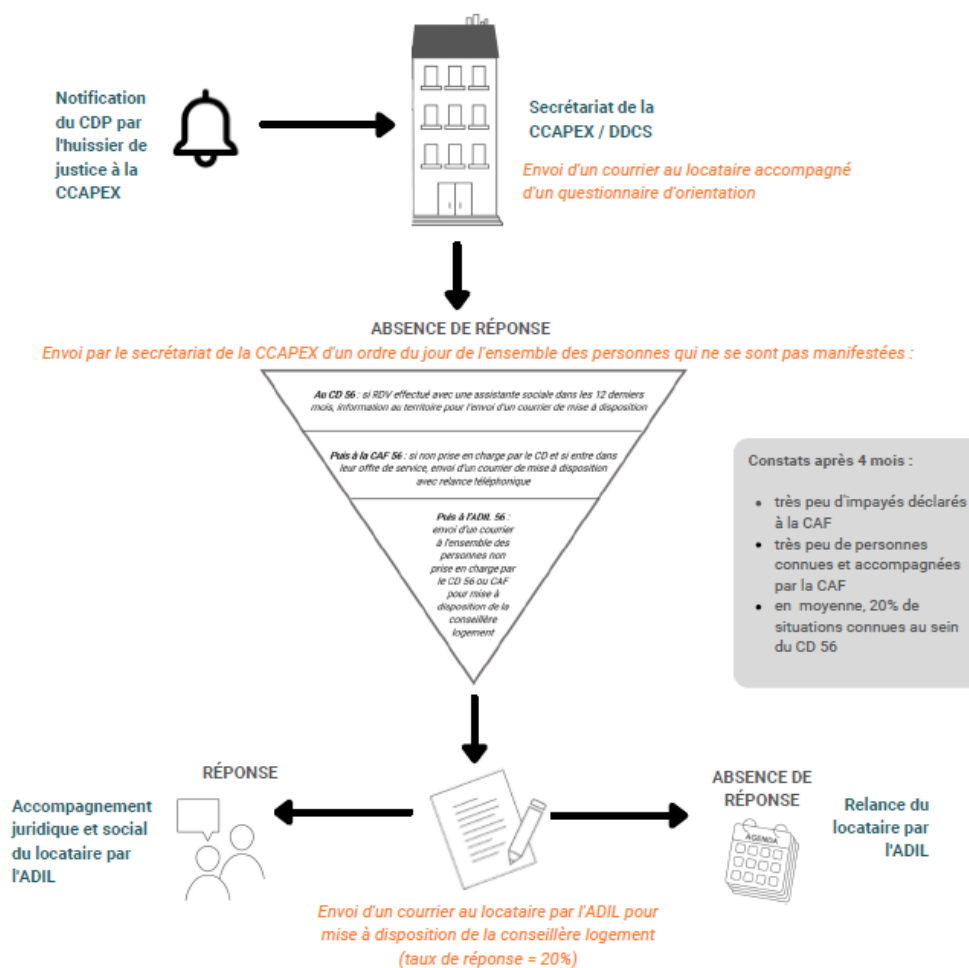 Notification
du CDP par
l'huissier de
justice à la
CCAPEX
Secrétariat de la
CCAPEX / DDCS
Envoi d'un courrier au locataire accompagné
d'un questionnaire d'orientation
ABSENCE DE RÉPONSE
Envoi par le secrétariat de la CCAPEX d'un ordre du jour de l'ensemble des personnes qui ne se sont pas manifestées :
Au CD 56 : si RDV effectué avec une assistante sociale dans les 12 derniers
mois, information au territoire pour l'envoi d'un courrier de mise à disposition
Puis à la CAF 56 : si non prise en charge par le CD et si entre dans
leur offre de service, envoi d'un courrier de mise à disposition
avec relance téléphonique
Puis à l'ADIL 56 :
envoi d'un courrier
à l'ensemble des
personnes non
prise en charge par
le CD 56 ou CAF
pour mise à
disposition de la
conseillère
logement
Constats après 4 mois :
• très peu d'impayés déclarés
à la CAF
• très peu de personnes
connues et accompagnées
par la CAF
• en moyenne, 20% de
situations connues au sein
du CD 56
RÉPONSE
Accompagnement
juridique et social
du locataire par
l'ADIL
ABSENCE DE
RÉPONSE
AGENDA
Relance du
locataire par
l'ADIL
Envoi d'un courrier au locataire par l'ADIL pour
mise à disposition de la conseillère logement
(taux de réponse = 20%)